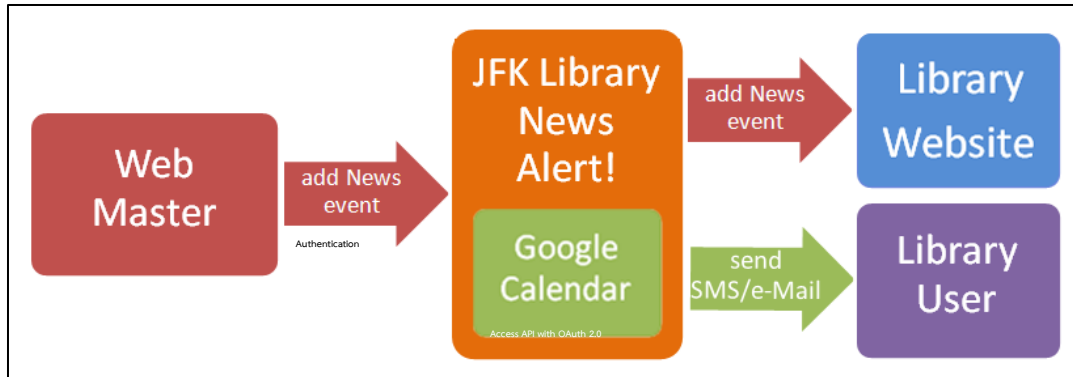 Web
Master
add News
event
Authentication
JFK Library
News
Alert!
Google
Calendar
Access API with OAuth 2.0
add News
event
Library
Website
send
SMS/e-Mail
Library
User